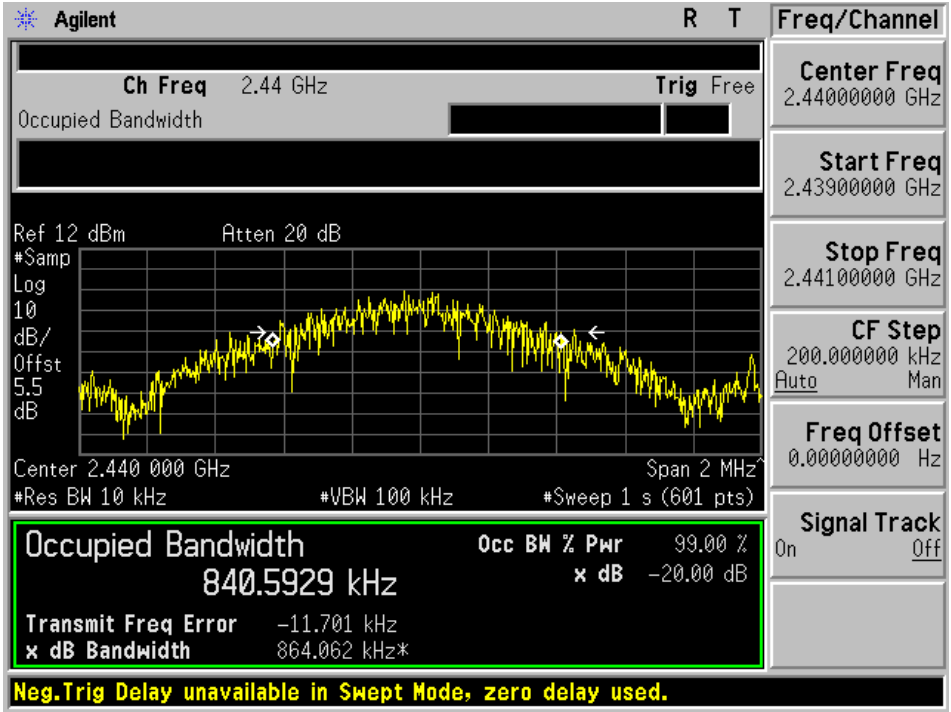 Agilent R T Freq/Channel
Ch Freq 2.44 GHz Trig Free
Occupied Bandwidth
Center Freq
2.44000000 GHz
Start Freq
2.43900000 GHz
Stop Freq
2.44100000 GHz
CF Step
200.000000 kHz
Auto Man
Freq Offset
0.00000000 Hz
Signal Track
On Off
Ref 12 dBm Atten 20 dB
#Samp
Log
10
dB/
Offst
5.5
dB
Center 2.440 000 GHz Span 2 MHz^
#Res BW 10 kHz #VBW 100 kHz #Sweep 1 s (601 pts)
Occupied Bandwidth Occ BW % Pwr 99.00 %
840.5929 kHz x dB -20.00 dB
Transmit Freq Error -11.701 kHz
x dB Bandwidth 864.062 kHz*
Neg.Trig Delay unavailable in Swept Mode, zero delay used.